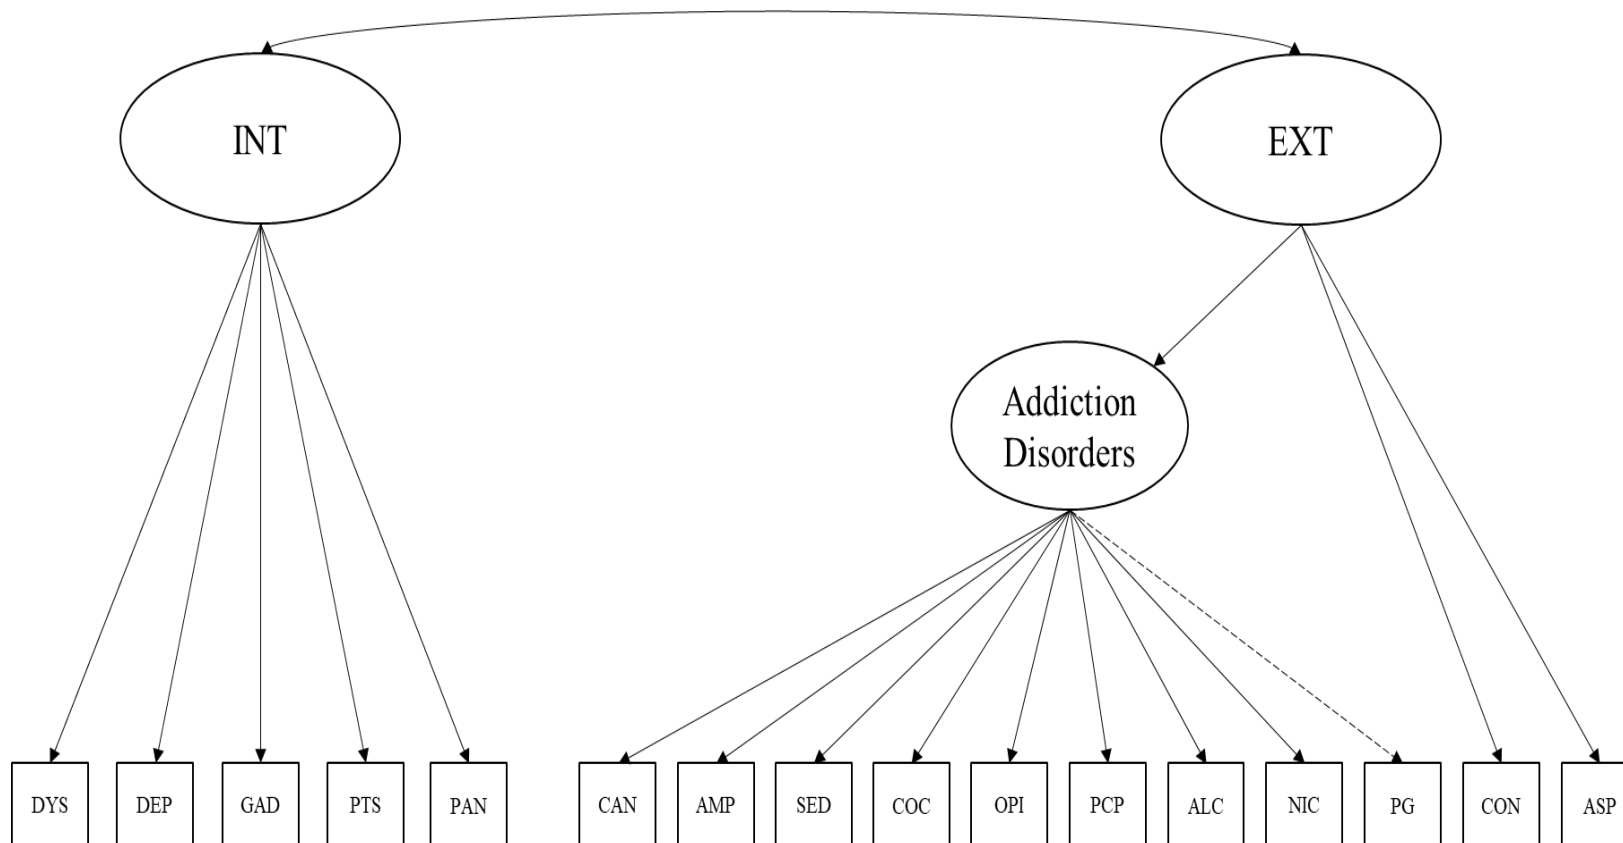 INT
EXT
Addiction
Disorders
DYS
DEP
GAD
PTS
PAN
CAN
AMP
SED
COC
OPI
PCP
ALC
NIC
PG
CON
ASP